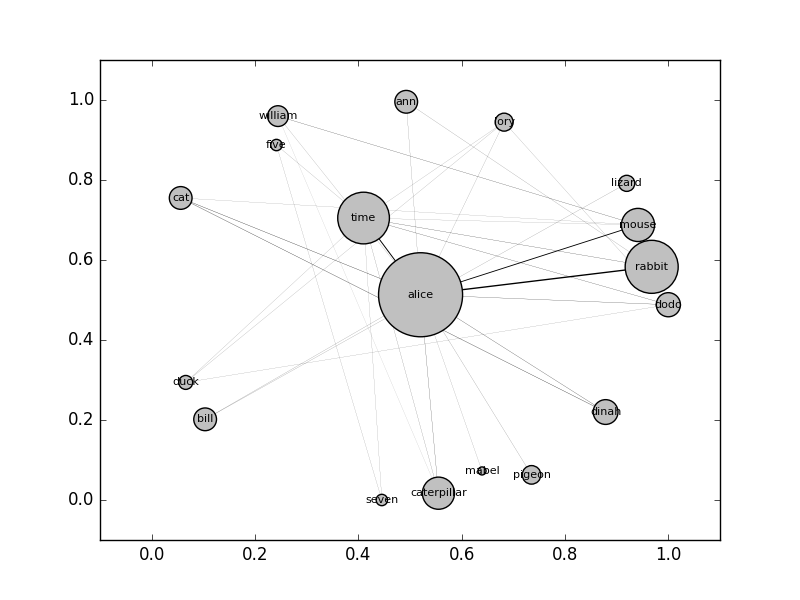 1.0
0.8
0.6
0.4
0.2
0.0
ann
lory
william
five
lizard
cat
time
mouse
rabbit
alice
dodo
duck
bill
dinah
mabel
pigeon
caterpillar
seven
0.0 0.2 0.4 0.6 0.8 1.0